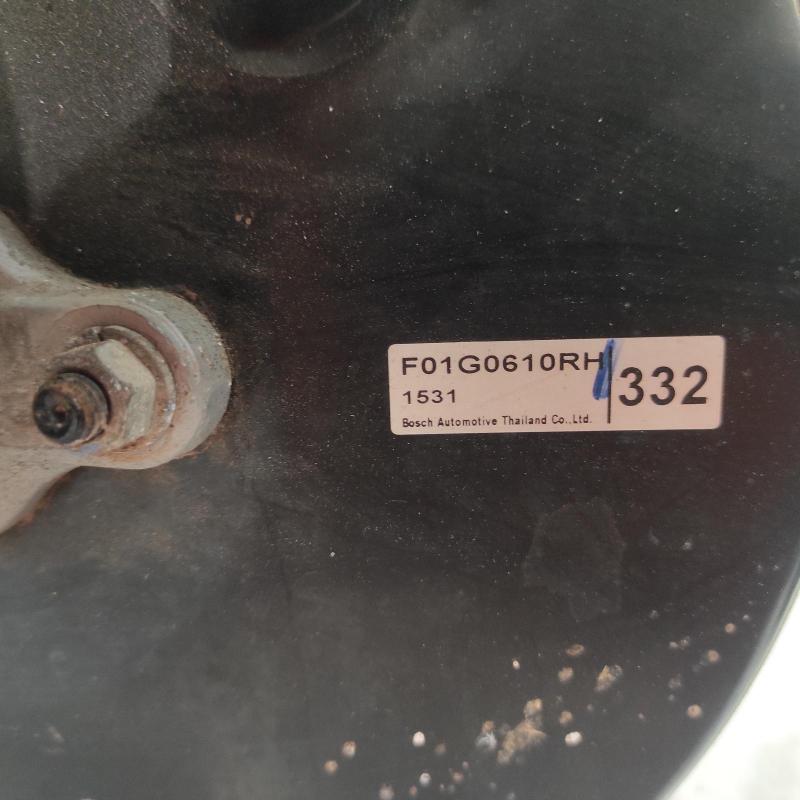 F01G0610RH
1531
Bosch Automotive Thailand Co.,Ltd.
332